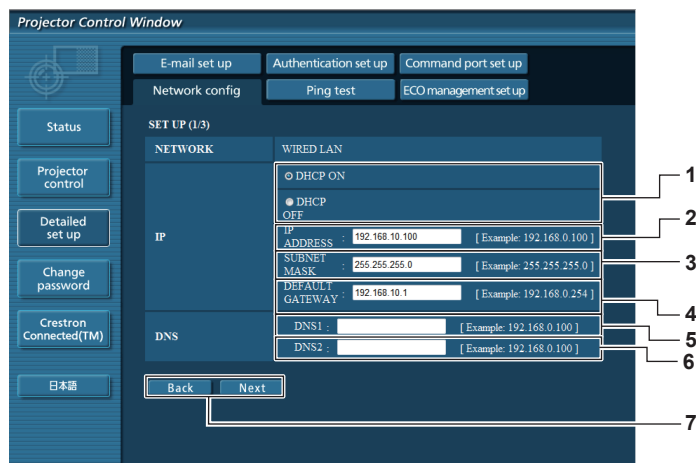 Projector Control Window
E-mail set up
Authentication set up
Command port set up
Network config
Ping test
ECO management set up
Status
Projector
control
Detailed
set up
Change
password
Crestron
Connected(TM)
日本語
SET UP (1/3)
NETWORK
WIRED LAN
IP
DHCP ON
DHCP
OFF
IP
ADDRESS : 192.168.10.100 [ Example: 192.168.0.100 ]
SUBNET
MASK : 255.255.255.0 [ Example: 255.255.255.0 ]
DEFAULT
GATEWAY : 192.168.10.1 [ Example: 192.168.0.254 ]
DNS
DNS1 : [ Example: 192.168.0.100 ]
DNS2 : [ Example: 192.168.0.100 ]
Back
Next
1
2
3
4
5
6
7